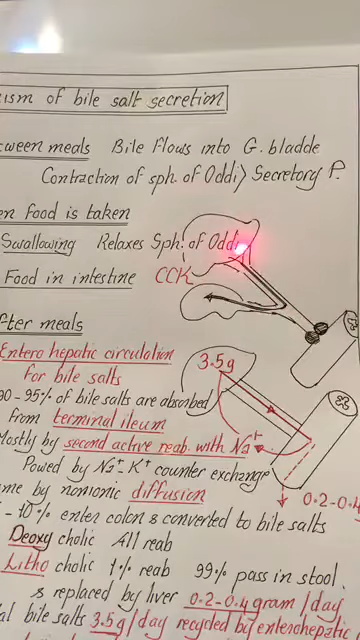 ism of bile salt secretion
ween meals Bile Flows into G. bladde
Contraction of sph. of Oddi > Secretory P.
en Food is taken
Swallowing Relaxes Sph. of Oddi
Food in intestine CCK
fter meals
Entero hepatic circulation
for bile salts
3.5g
90-95% of bile salts are absorbed
from terminal ileum
Mostly by second active reab. with Na+
Powed by Na+-K+ counter exchange
me by nonionic diffusion
0.2-0.4
-10% enter colon & converted to bile salts
Deoxy cholic All reab
Litho cholic 1% reab 99% pass in stool
& replaced by liver 0.2-0.4 gram/day
al bile salts 3.5g/day recycled by enterohepatic